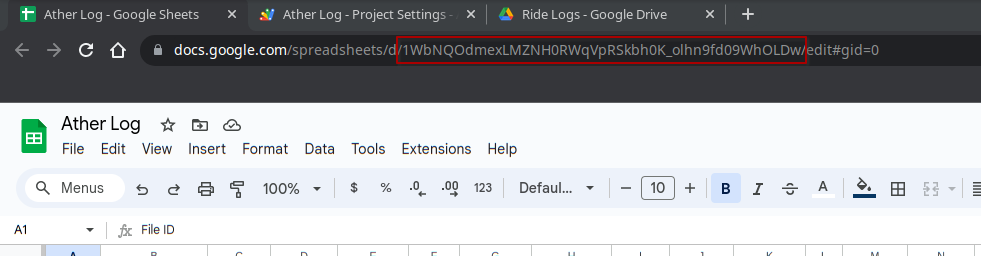 Ather Log - Google Sheets
Ather Log - Project Settings -
Ride Logs - Google Drive
docs.google.com/spreadsheets/d/1WbNQOdmexLMZNH0RWqVpRSkbh0K_olhn9fd09WhOLDw/edit#gid=0
Ather Log
File Edit View Insert Format Data Tools Extensions Help
Menus 100% $ % .0 .00 123 Defaul... 10 B I S A
A1 fx File ID
A B C D E F G H I J K L M N